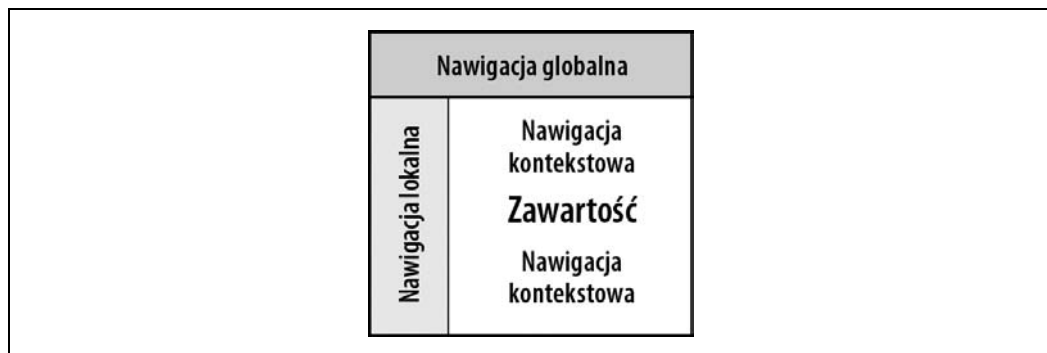 Nawigacja globalna
Nawigacja lokalna
Nawigacja
kontekstowa
Zawartość
Nawigacja
kontekstowa